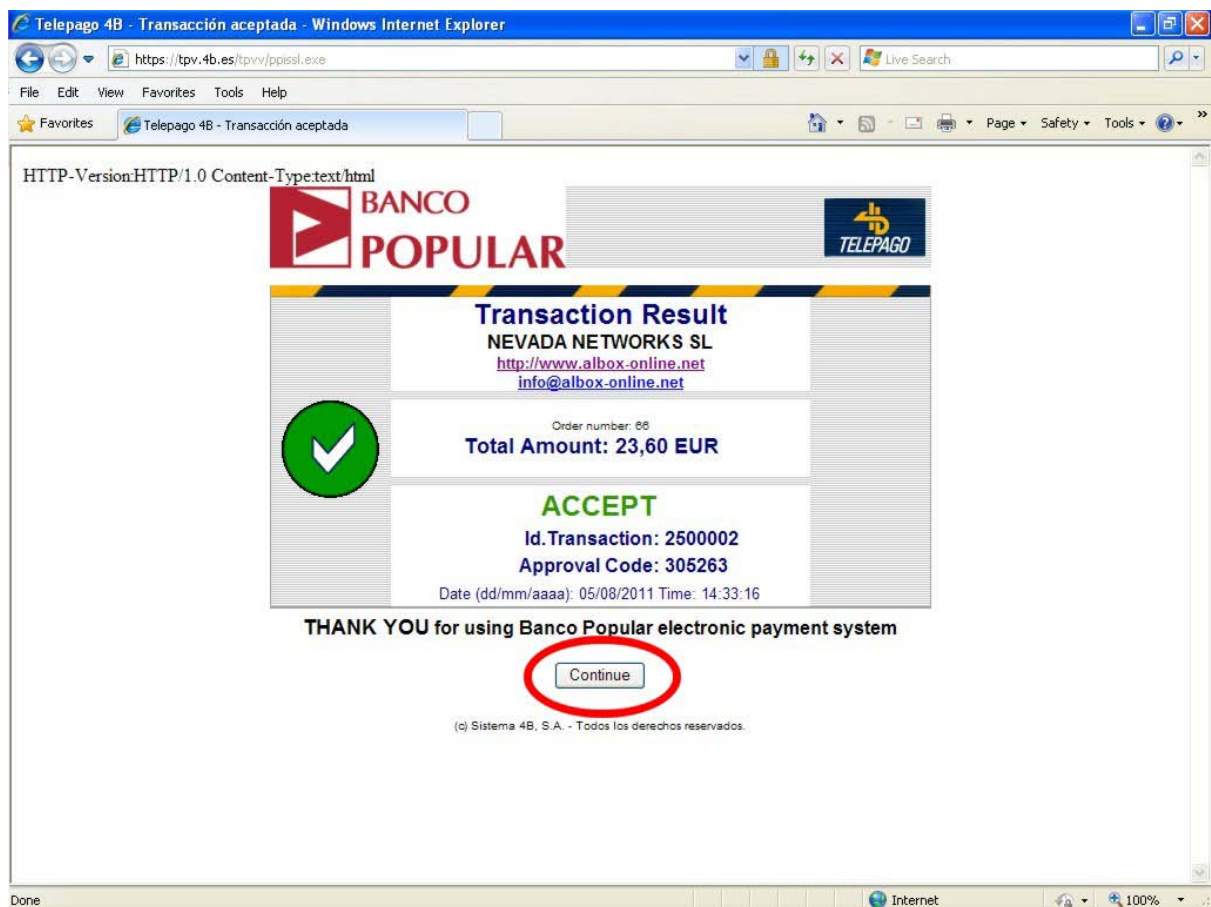 Telepago 4B - Transacción aceptada - Windows Internet Explorer
https://tpv.4b.es/tpvv/ppissl.exe
Live Search
File Edit View Favorites Tools Help
Favorites
Telepago 4B - Transacción aceptada
Page
Safety
Tools
HTTP-Version:HTTP/1.0 Content-Type:text/html
BANCO
POPULAR
TELEPAGO
Transaction Result
NEVADA NETWORKS SL
http://www.albox-online.net
info@albox-online.net
Order number: 66
Total Amount: 23,60 EUR
ACCEPT
Id.Transaction: 2500002
Approval Code: 305263
Date (dd/mm/aaaa): 05/08/2011 Time: 14:33:16
THANK YOU for using Banco Popular electronic payment system
Continue
(c) Sistema 4B, S.A. - Todos los derechos reservados.
Done
Internet
100%